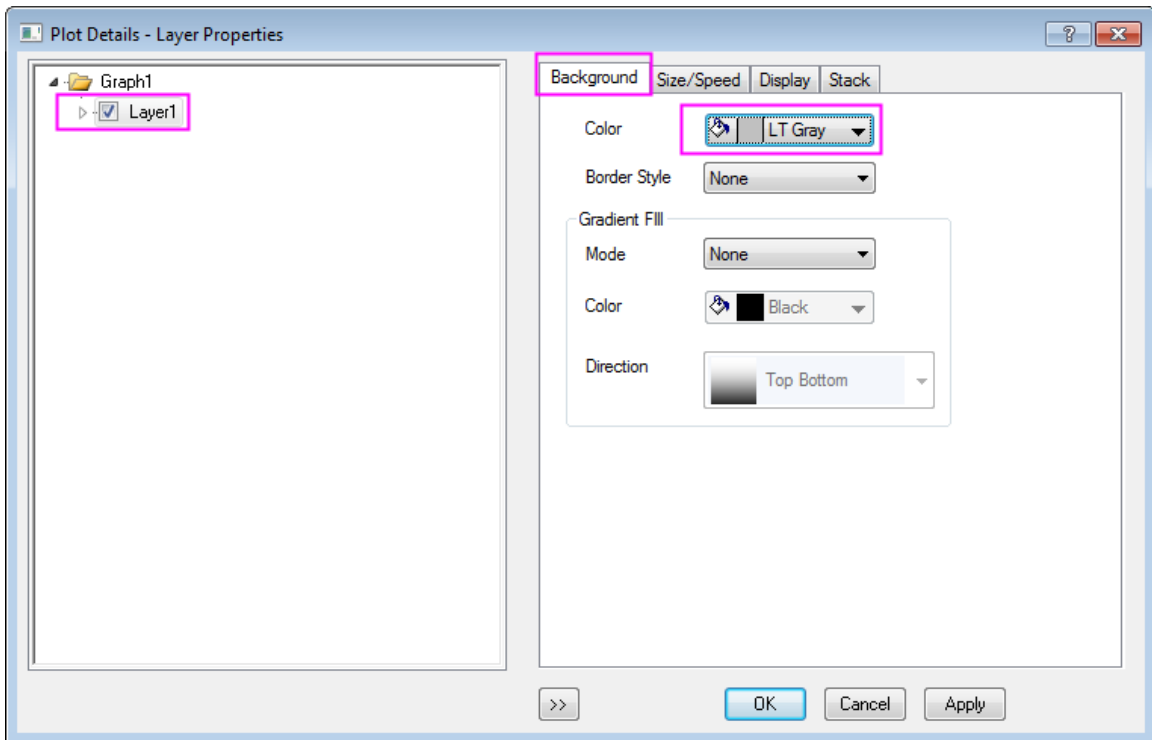 Plot Details - Layer Properties
Graph1
Layer1
Background Size/Speed Display Stack
Color LT Gray
Border Style None
Gradient FIll
Mode None
Color Black
Direction Top Bottom
>> OK Cancel Apply